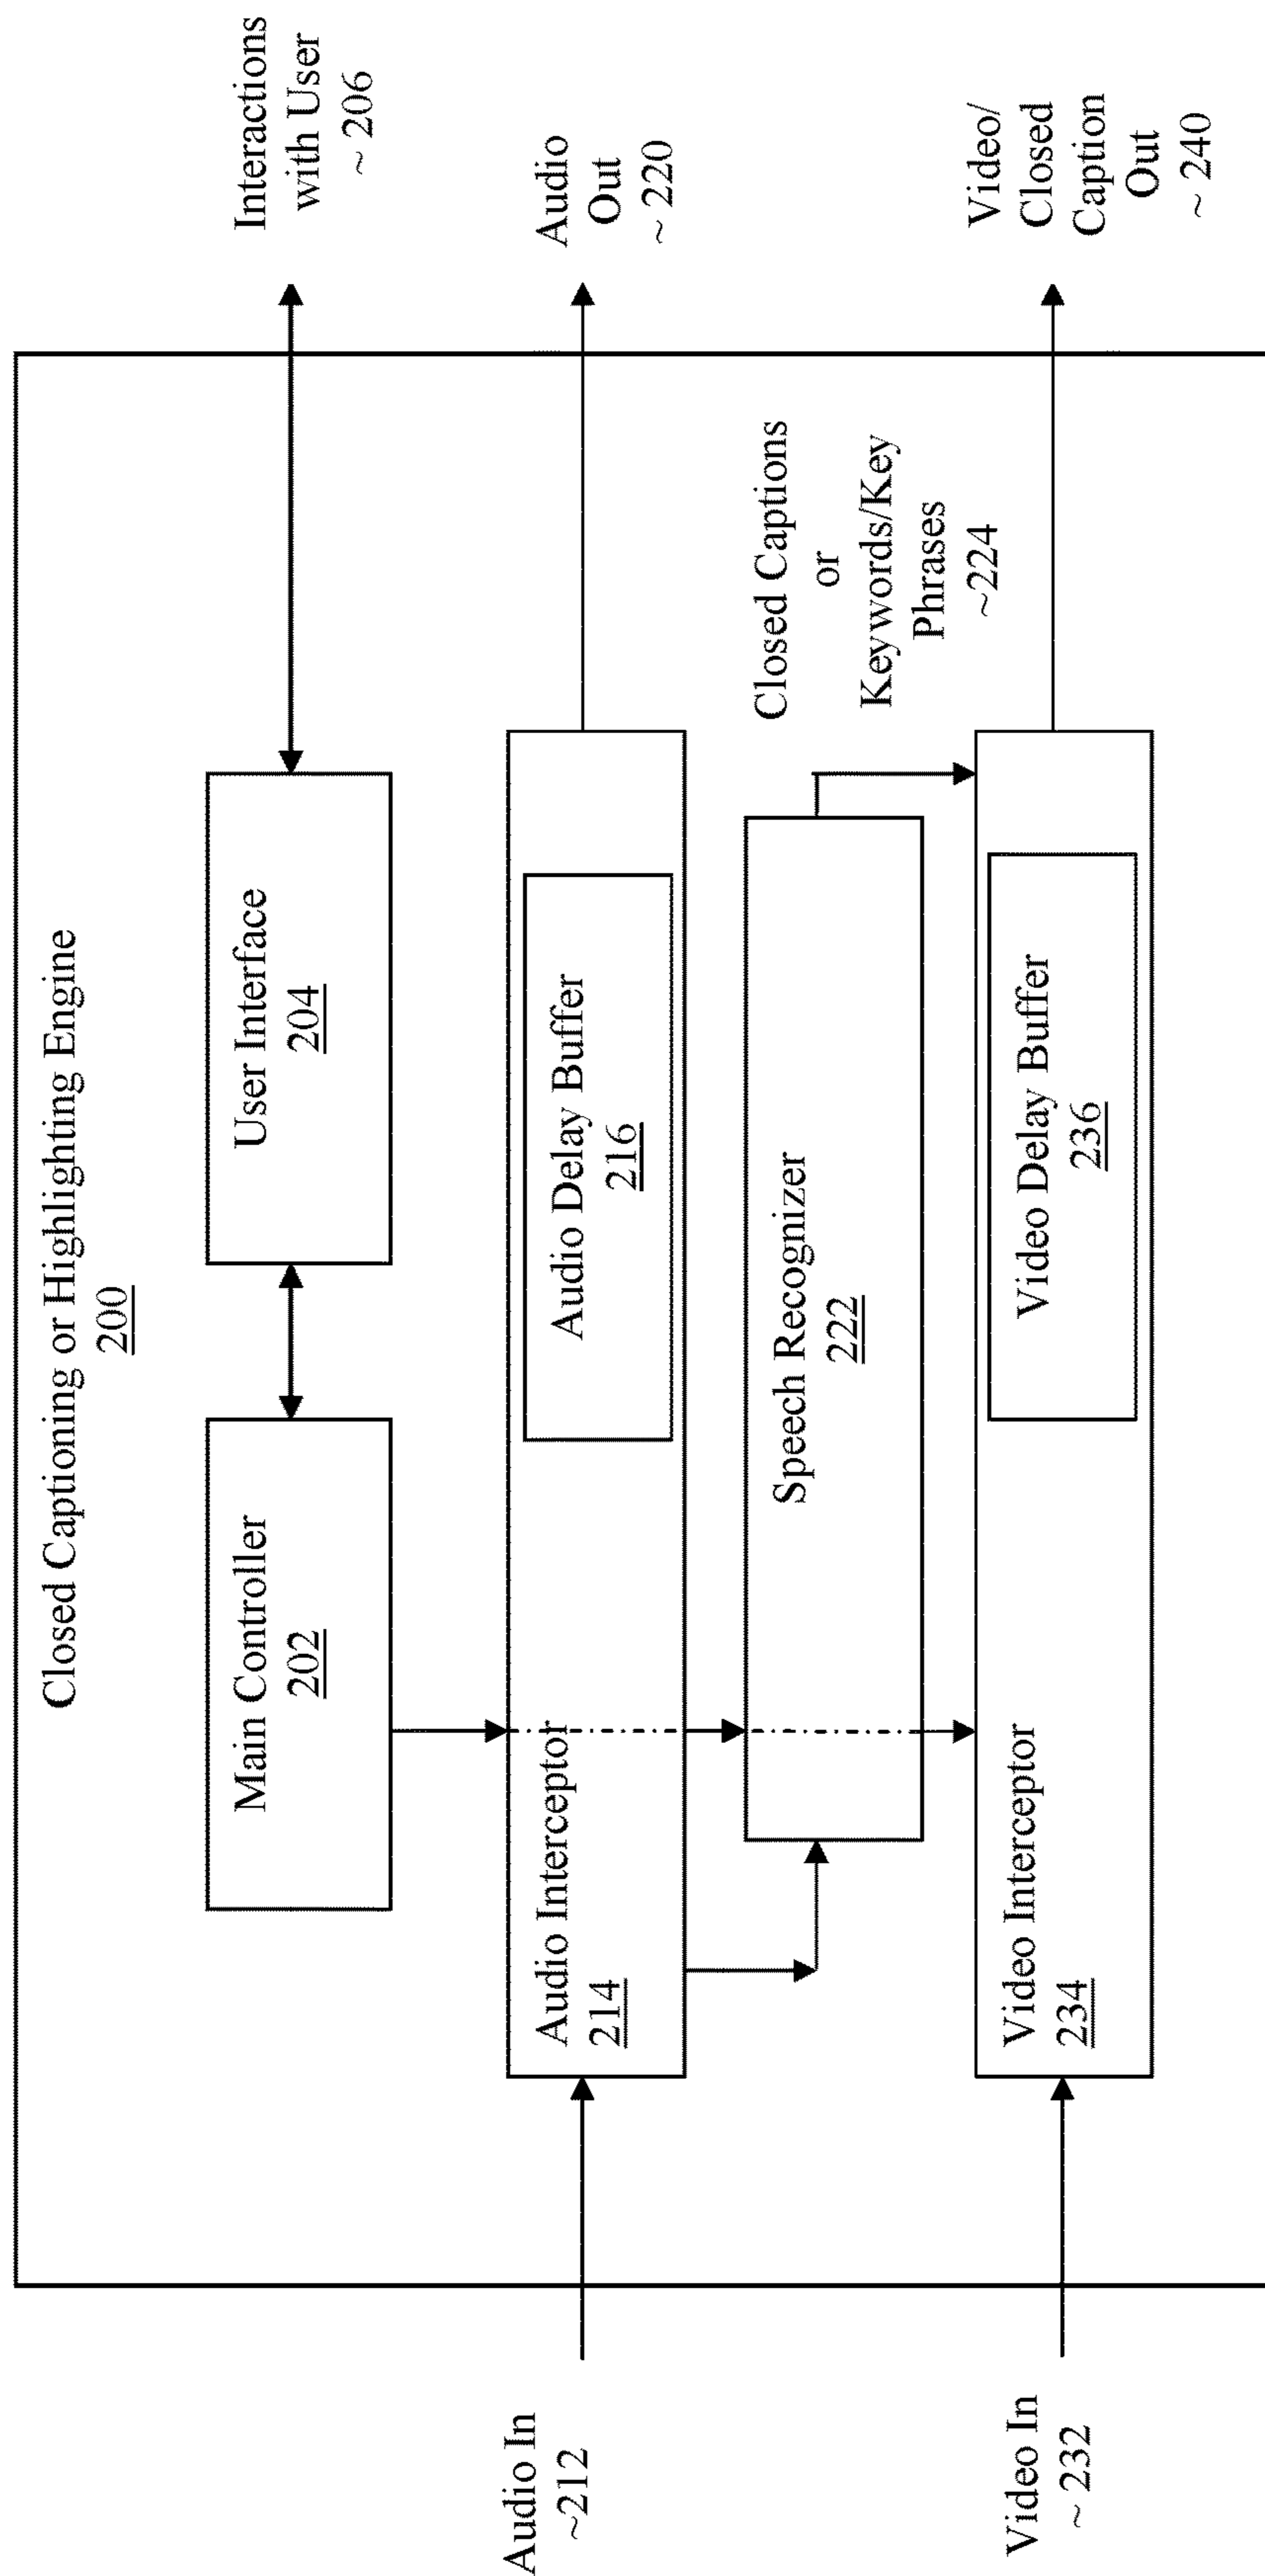 Closed Captioning or Highlighting Engine
200
Main Controller
202
User Interface
204
Interactions
with User
~ 206
Audio In
~212
Audio Interceptor
214
Audio Delay Buffer
216
Audio
Out
~ 220
Speech Recognizer
222
Closed Captions
or
Keywords/Key
Phrases
~224
Video In
~ 232
Video Interceptor
234
Video Delay Buffer
236
Video/
Closed
Caption
Out
~ 240